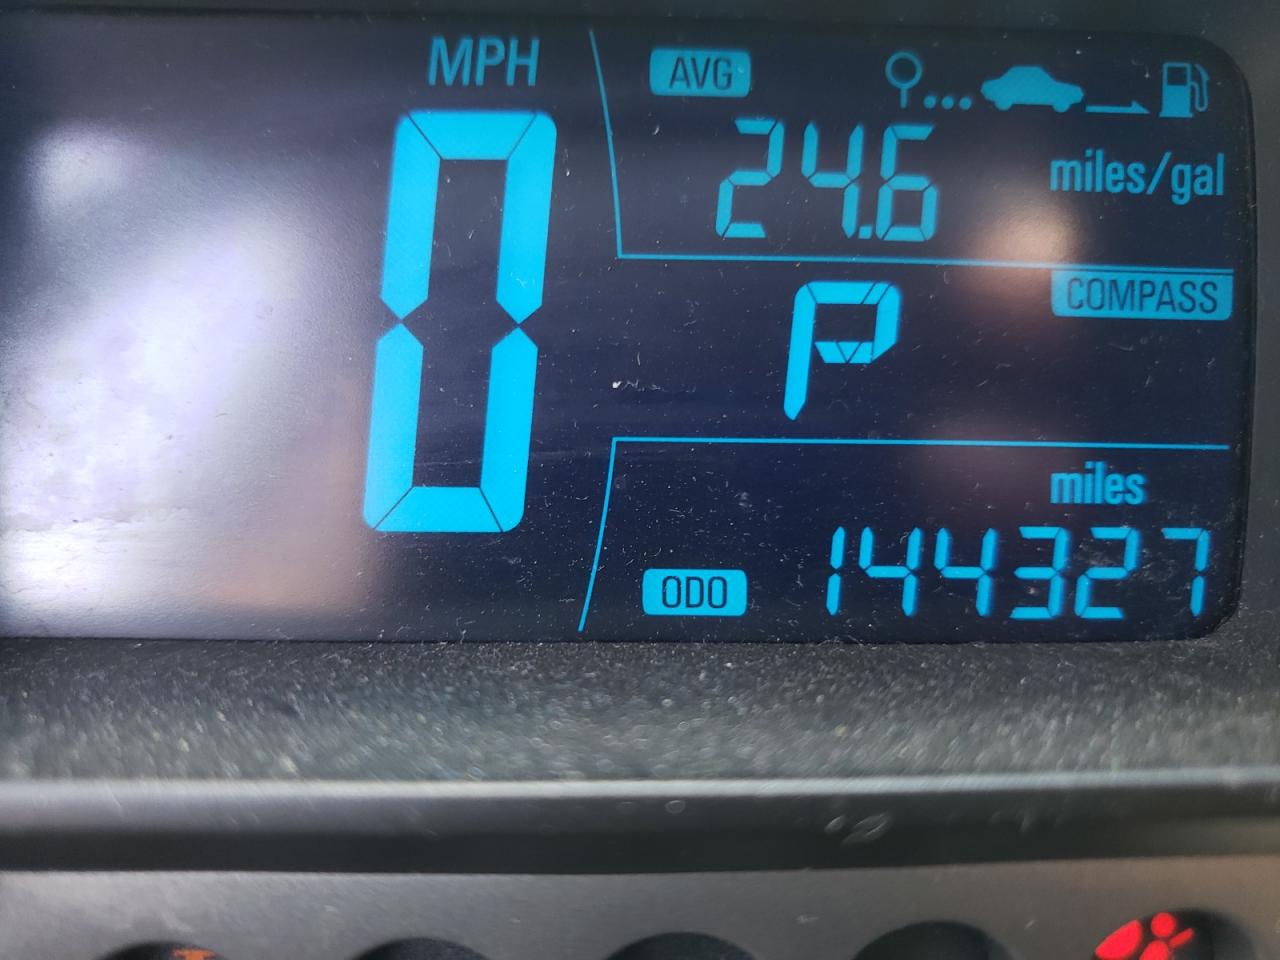 MPH
0
AVG
24.6 miles/gal
COMPASS
P
miles
ODO 144327